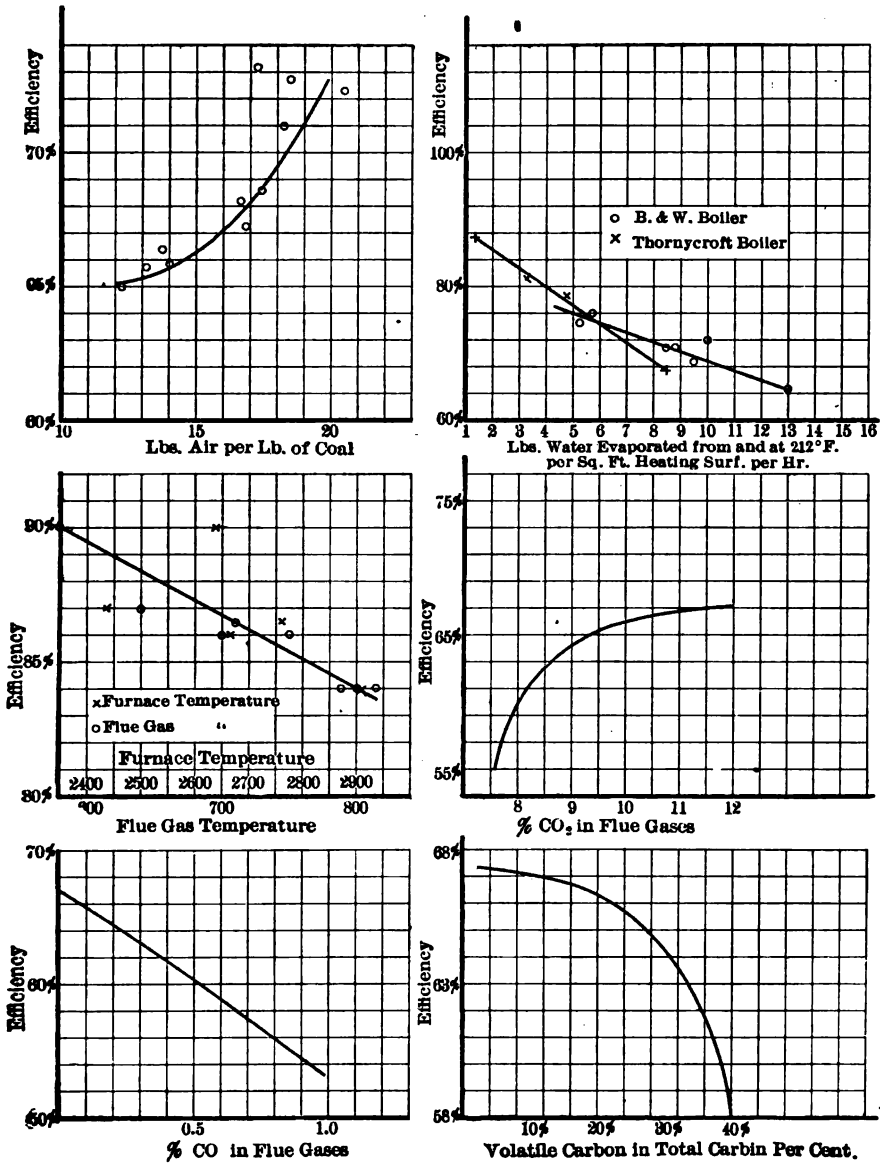 Efficiency
70%
65%
60%
10 15 20
Lbs. Air per Lb. of Coal
Efficiency
100%
80%
60%
o B. & W. Boiler
x Thornycroft Boiler
1 2 3 4 5 6 7 8 9 10 11 12 13 14 15 16
Lbs. Water Evaporated from and at 212°F.
per Sq. Ft. Heating Surf. per Hr.
Efficiency
90%
85%
80%
x Furnace Temperature
o Flue Gas "
Furnace Temperature
2400 2500 2600 2700 2800 2900
700 800
Flue Gas Temperature
Efficiency
75%
65%
55%
8 9 10 11 12
% CO₂ in Flue Gases
Efficiency
70%
60%
50%
0.5 1.0
% CO in Flue Gases
Efficiency
68%
63%
58%
10% 20% 30% 40%
Volatile Carbon in Total Carbin Per Cent.